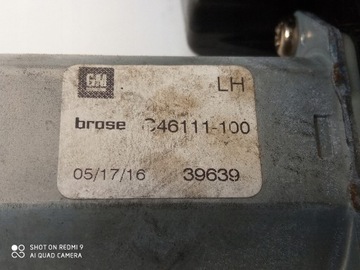 GM
LH
brose C46111-100
05/17/16 39639
SHOT ON REDMI 9
AI QUAD CAMERA